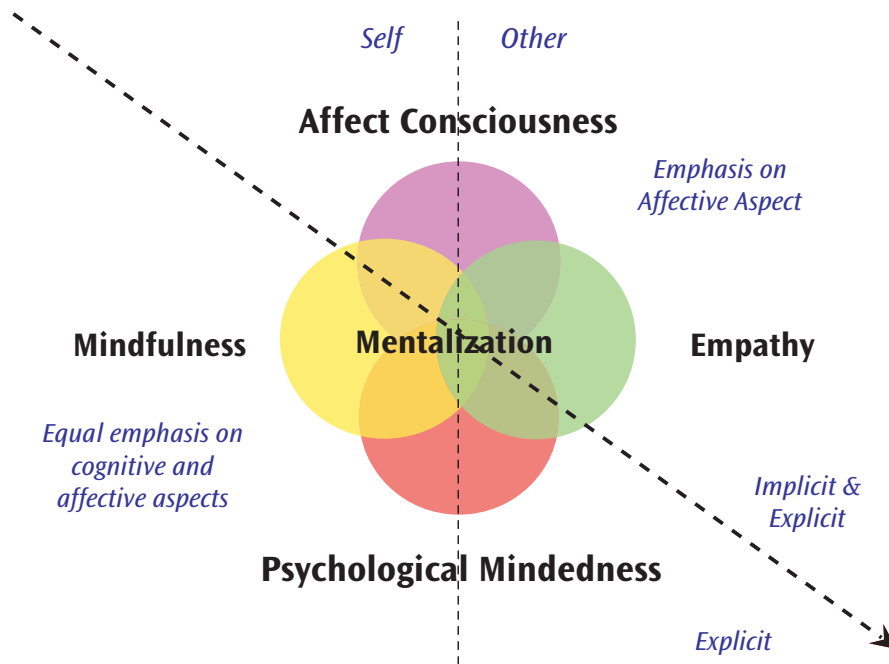 Self
Other
Affect Consciousness
Emphasis on
Affective Aspect
Mindfulness
Mentalization
Empathy
Equal emphasis on
cognitive and
affective aspects
Implicit &
Explicit
Psychological Mindedness
Explicit